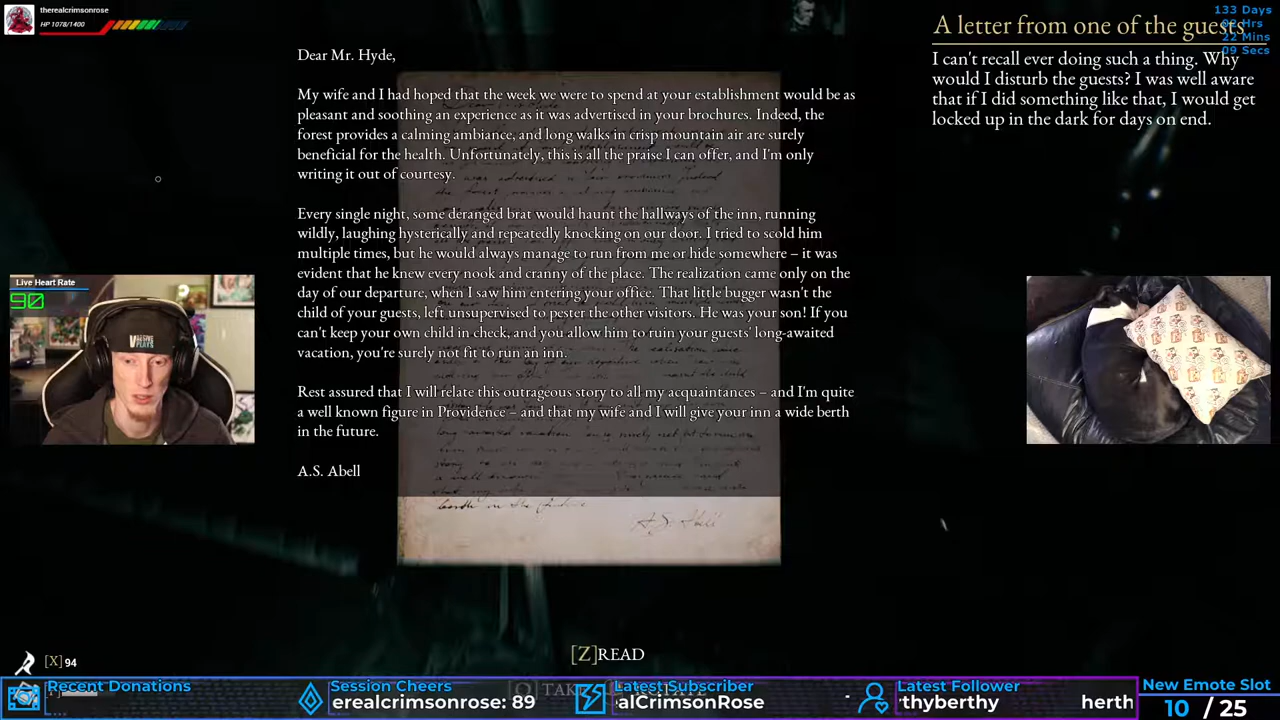 therealcrimsonrose
HP 1078/1400
133 Days
22 Mins
09 Secs
A letter from one of the guests
I can't recall ever doing such a thing. Why
would I disturb the guests? I was well aware
that if I did something like that, I would get
locked up in the dark for days on end.
Dear Mr. Hyde,
My wife and I had hoped that the week we were to spend at your establishment would be as
pleasant and soothing an experience as it was advertised in your brochures. Indeed, the
forest provides a calming ambiance, and long walks in crisp mountain air are surely
beneficial for the health. Unfortunately, this is all the praise I can offer, and I'm only
writing it out of courtesy.
Every single night, some deranged brat would haunt the hallways of the inn, running
wildly, laughing hysterically and repeatedly knocking on our door. I tried to scold him
multiple times, but he would always manage to run from me or hide somewhere – it was
evident that he knew every nook and cranny of the place. The realization came only on the
day of our departure, when I saw him entering your office. That little bugger wasn't the
child of your guests, left unsupervised to pester the other visitors. He was your son! If you
can't keep your own child in check, and you allow him to ruin your guests' long-awaited
vacation, you're surely not fit to run an inn.
Rest assured that I will relate this outrageous story to all my acquaintances – and I'm quite
a well known figure in Providence – and that my wife and I will give your inn a wide berth
in the future.
A.S. Abell
Live Heart Rate
90
[Z]READ
[X] 94
Recent Donations
Session Cheers
erealcrimsonrose: 89
Latest Subscriber
alCrimsonRose
Latest Follower
thyberthy
herth
New Emote Slot
10 / 25